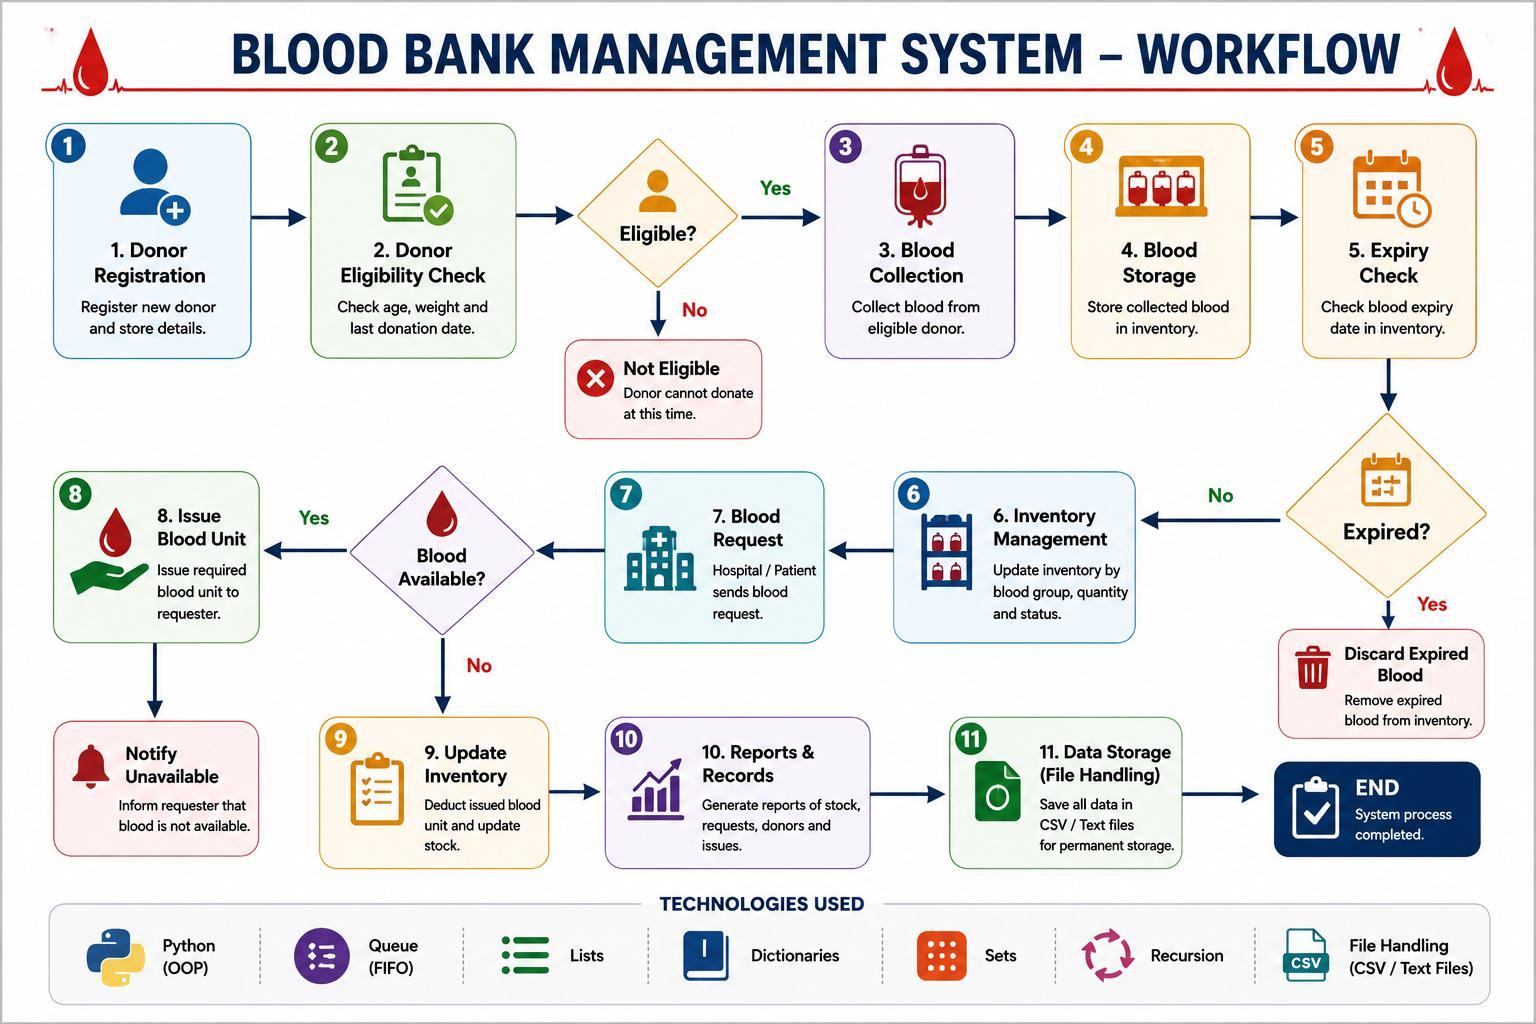 BLOOD BANK MANAGEMENT SYSTEM – WORKFLOW
1
1. Donor
Registration
Register new donor
and store details.
2
2. Donor
Eligibility Check
Check age, weight and
last donation date.
Eligible?
Yes
No
Not Eligible
Donor cannot donate
at this time.
3
3. Blood
Collection
Collect blood from
eligible donor.
4
4. Blood
Storage
Store collected blood
in inventory.
5
5. Expiry
Check
Check blood expiry
date in inventory.
Expired?
No
Yes
Discard Expired
Blood
Remove expired
blood from inventory.
6
6. Inventory
Management
Update inventory by
blood group, quantity
and status.
7
7. Blood
Request
Hospital / Patient
sends blood
request.
Blood
Available?
Yes
No
8
8. Issue
Blood Unit
Issue required
blood unit to
requester.
Notify
Unavailable
Inform requester that
blood is not available.
9
9. Update
Inventory
Deduct issued blood
unit and update
stock.
10
10. Reports &
Records
Generate reports of stock,
requests, donors and
issues.
11
11. Data Storage
(File Handling)
Save all data in
CSV / Text files
for permanent storage.
END
System process
completed.
TECHNOLOGIES USED
Python
(OOP)
Queue
(FIFO)
Lists
Dictionaries
Sets
Recursion
CSV
File Handling
(CSV / Text Files)